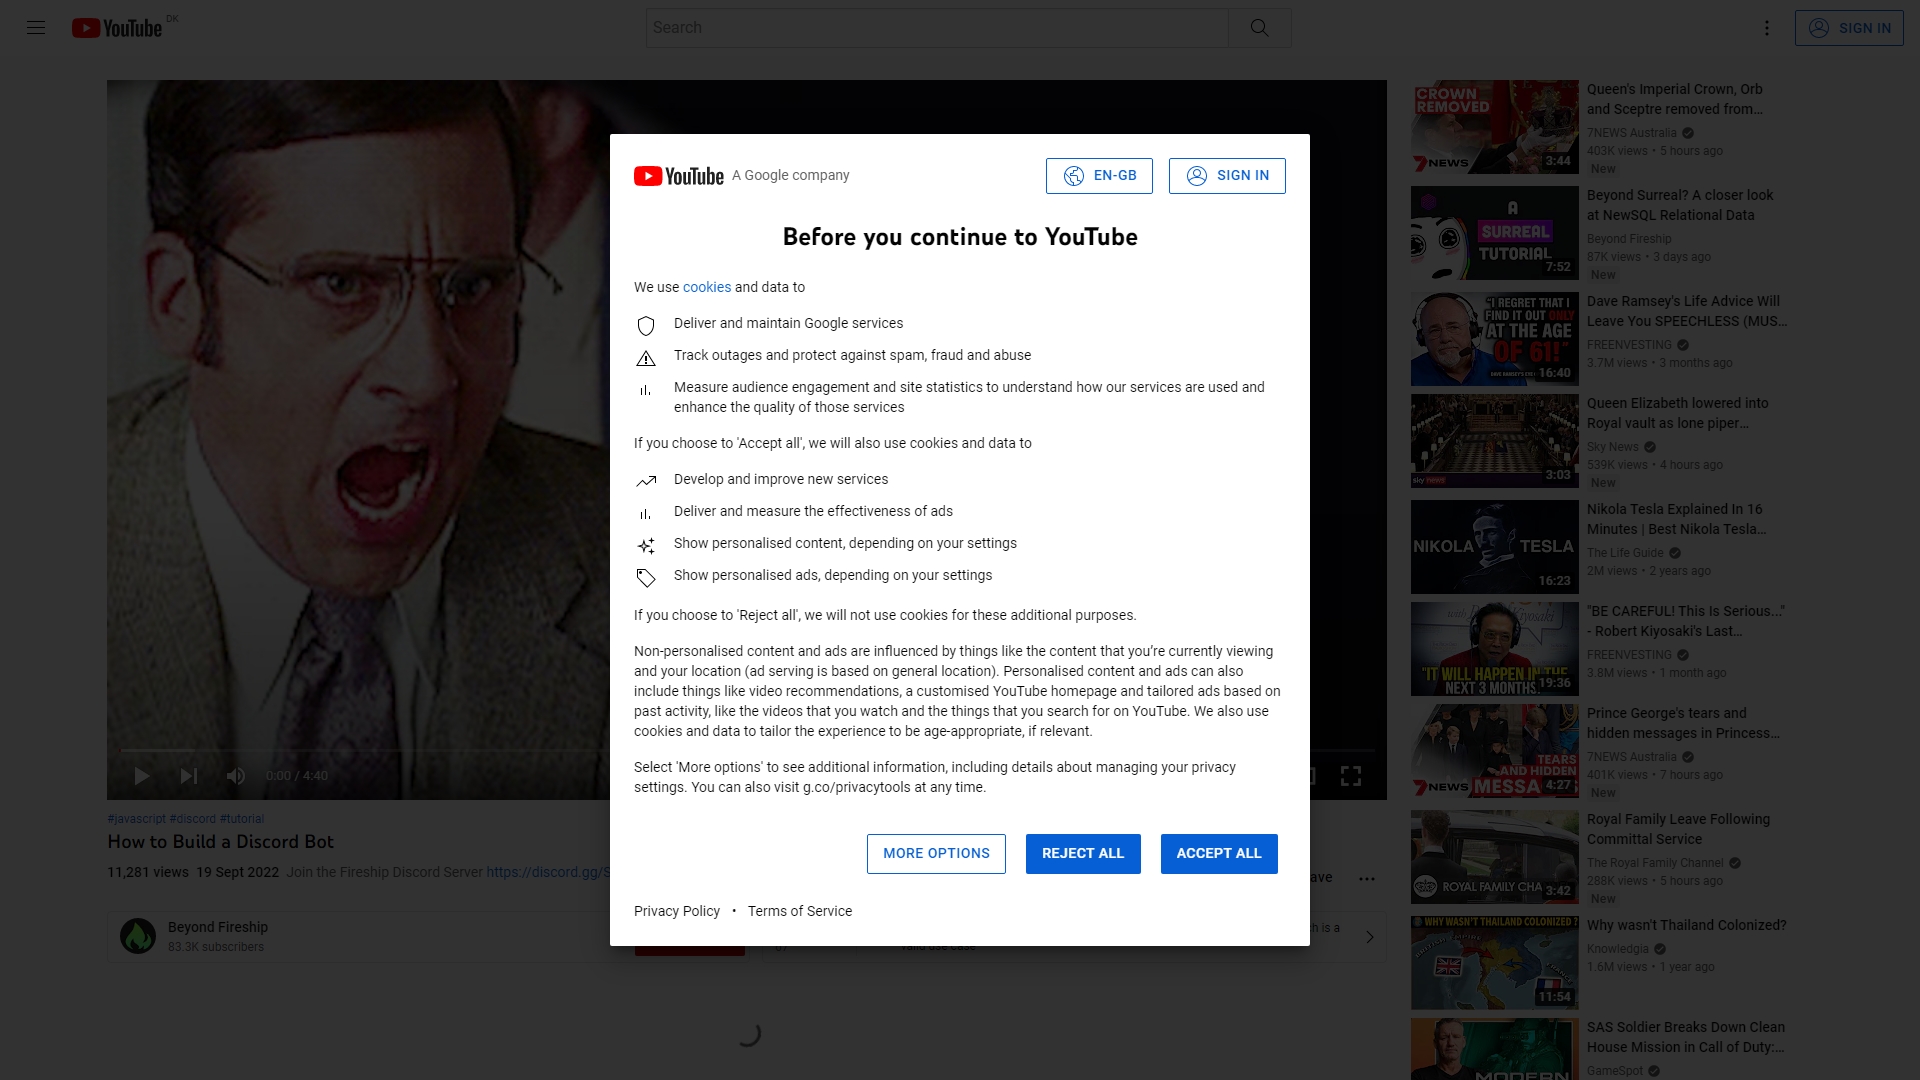 YouTube DK
Search
SIGN IN
YouTube A Google company
EN-GB
SIGN IN
Before you continue to YouTube
We use cookies and data to
Deliver and maintain Google services
Track outages and protect against spam, fraud and abuse
Measure audience engagement and site statistics to understand how our services are used and
enhance the quality of those services
If you choose to 'Accept all', we will also use cookies and data to
Develop and improve new services
Deliver and measure the effectiveness of ads
Show personalised content, depending on your settings
Show personalised ads, depending on your settings
If you choose to 'Reject all', we will not use cookies for these additional purposes.
Non-personalised content and ads are influenced by things like the content that you’re currently viewing
and your location (ad serving is based on general location). Personalised content and ads can also
include things like video recommendations, a customised YouTube homepage and tailored ads based on
past activity, like the videos that you watch and the things that you search for on YouTube. We also use
cookies and data to tailor the experience to be age-appropriate, if relevant.
Select 'More options' to see additional information, including details about managing your privacy
settings. You can also visit g.co/privacytools at any time.
MORE OPTIONS
REJECT ALL
ACCEPT ALL
Privacy Policy • Terms of Service
0:00 / 4:40
#javascript #discord #tutorial
How to Build a Discord Bot
11,281 views 19 Sept 2022 Join the Fireship Discord Server https://discord.gg/
Beyond Fireship
83.3K subscribers
CROWN
REMOVED
7NEWS
3:44
Queen's Imperial Crown, Orb
and Sceptre removed from…
7NEWS Australia
403K views • 5 hours ago
New
A
SURREAL
TUTORIAL
7:52
Beyond Surreal? A closer look
at NewSQL Relational Data
Beyond Fireship
87K views • 3 days ago
New
"I REGRET THAT I
FIND IT OUT ONLY
AT THE AGE
OF 61!"
16:40
Dave Ramsey's Life Advice Will
Leave You SPEECHLESS (MUS…
FREENVESTING
3.7M views • 3 months ago
sky news
3:03
Queen Elizabeth lowered into
Royal vault as lone piper…
Sky News
539K views • 4 hours ago
New
NIKOLA TESLA
16:23
Nikola Tesla Explained In 16
Minutes | Best Nikola Tesla…
The Life Guide
2M views • 2 years ago
with Kiyosaki
"IT WILL HAPPEN IN THE
NEXT 3 MONTHS
19:36
"BE CAREFUL! This Is Serious..."
- Robert Kiyosaki's Last…
FREENVESTING
3.8M views • 1 month ago
TEARS
AND HIDDEN
7NEWS MESSA
4:27
Prince George's tears and
hidden messages in Princess…
7NEWS Australia
401K views • 7 hours ago
New
ROYAL FAMILY CHA
3:42
Royal Family Leave Following
Committal Service
The Royal Family Channel
288K views • 5 hours ago
New
WHY WASN'T THAILAND COLONIZED ?
11:54
Why wasn't Thailand Colonized?
Knowledgia
1.6M views • 1 year ago
MODERN
SAS Soldier Breaks Down Clean
House Mission in Call of Duty:…
GameSpot